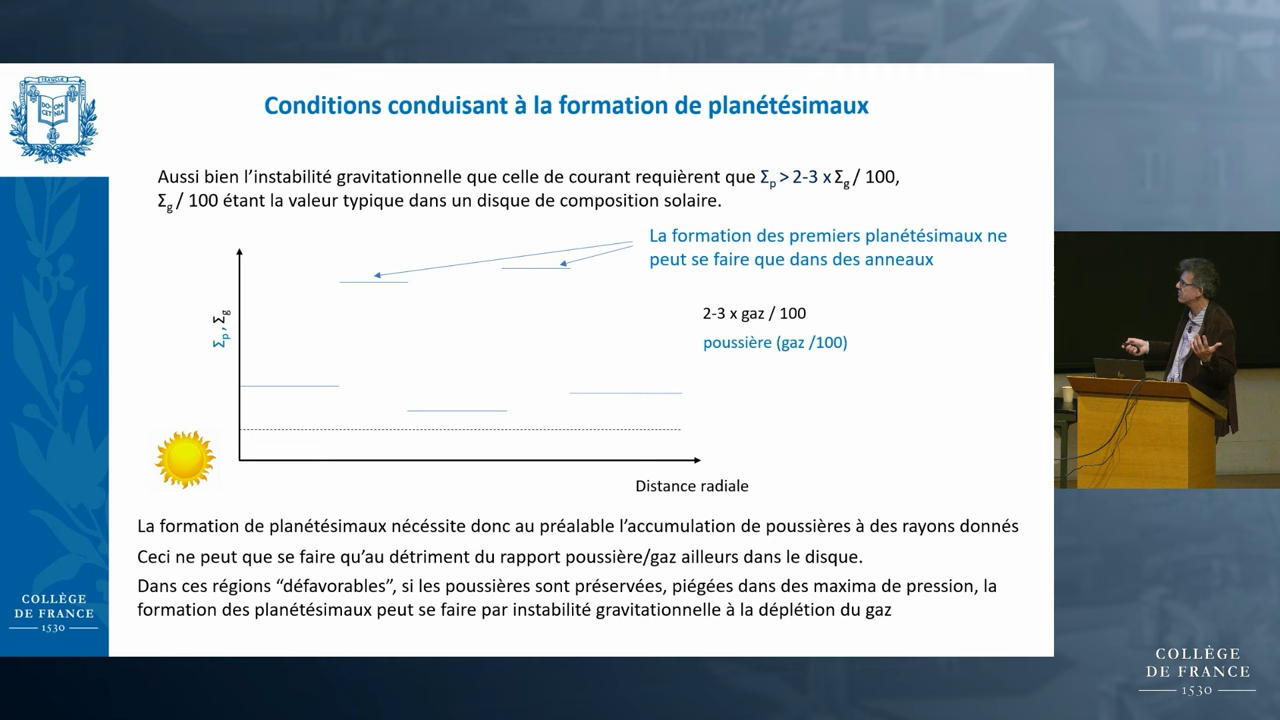 Conditions conduisant à la formation de planétésimaux
Aussi bien l’instabilité gravitationnelle que celle de courant requièrent que Σp > 2-3 x Σg / 100,
Σg / 100 étant la valeur typique dans un disque de composition solaire.
La formation des premiers planétésimaux ne
peut se faire que dans des anneaux
2-3 x gaz / 100
poussière (gaz /100)
Σp , Σg
Distance radiale
La formation de planétésimaux nécéssite donc au préalable l’accumulation de poussières à des rayons donnés
Ceci ne peut que se faire qu’au détriment du rapport poussière/gaz ailleurs dans le disque.
Dans ces régions “défavorables”, si les poussières sont préservées, piégées dans des maxima de pression, la
formation des planétésimaux peut se faire par instabilité gravitationnelle à la déplétion du gaz
COLLÈGE
DE FRANCE
1530
COLLÈGE
DE FRANCE
1530